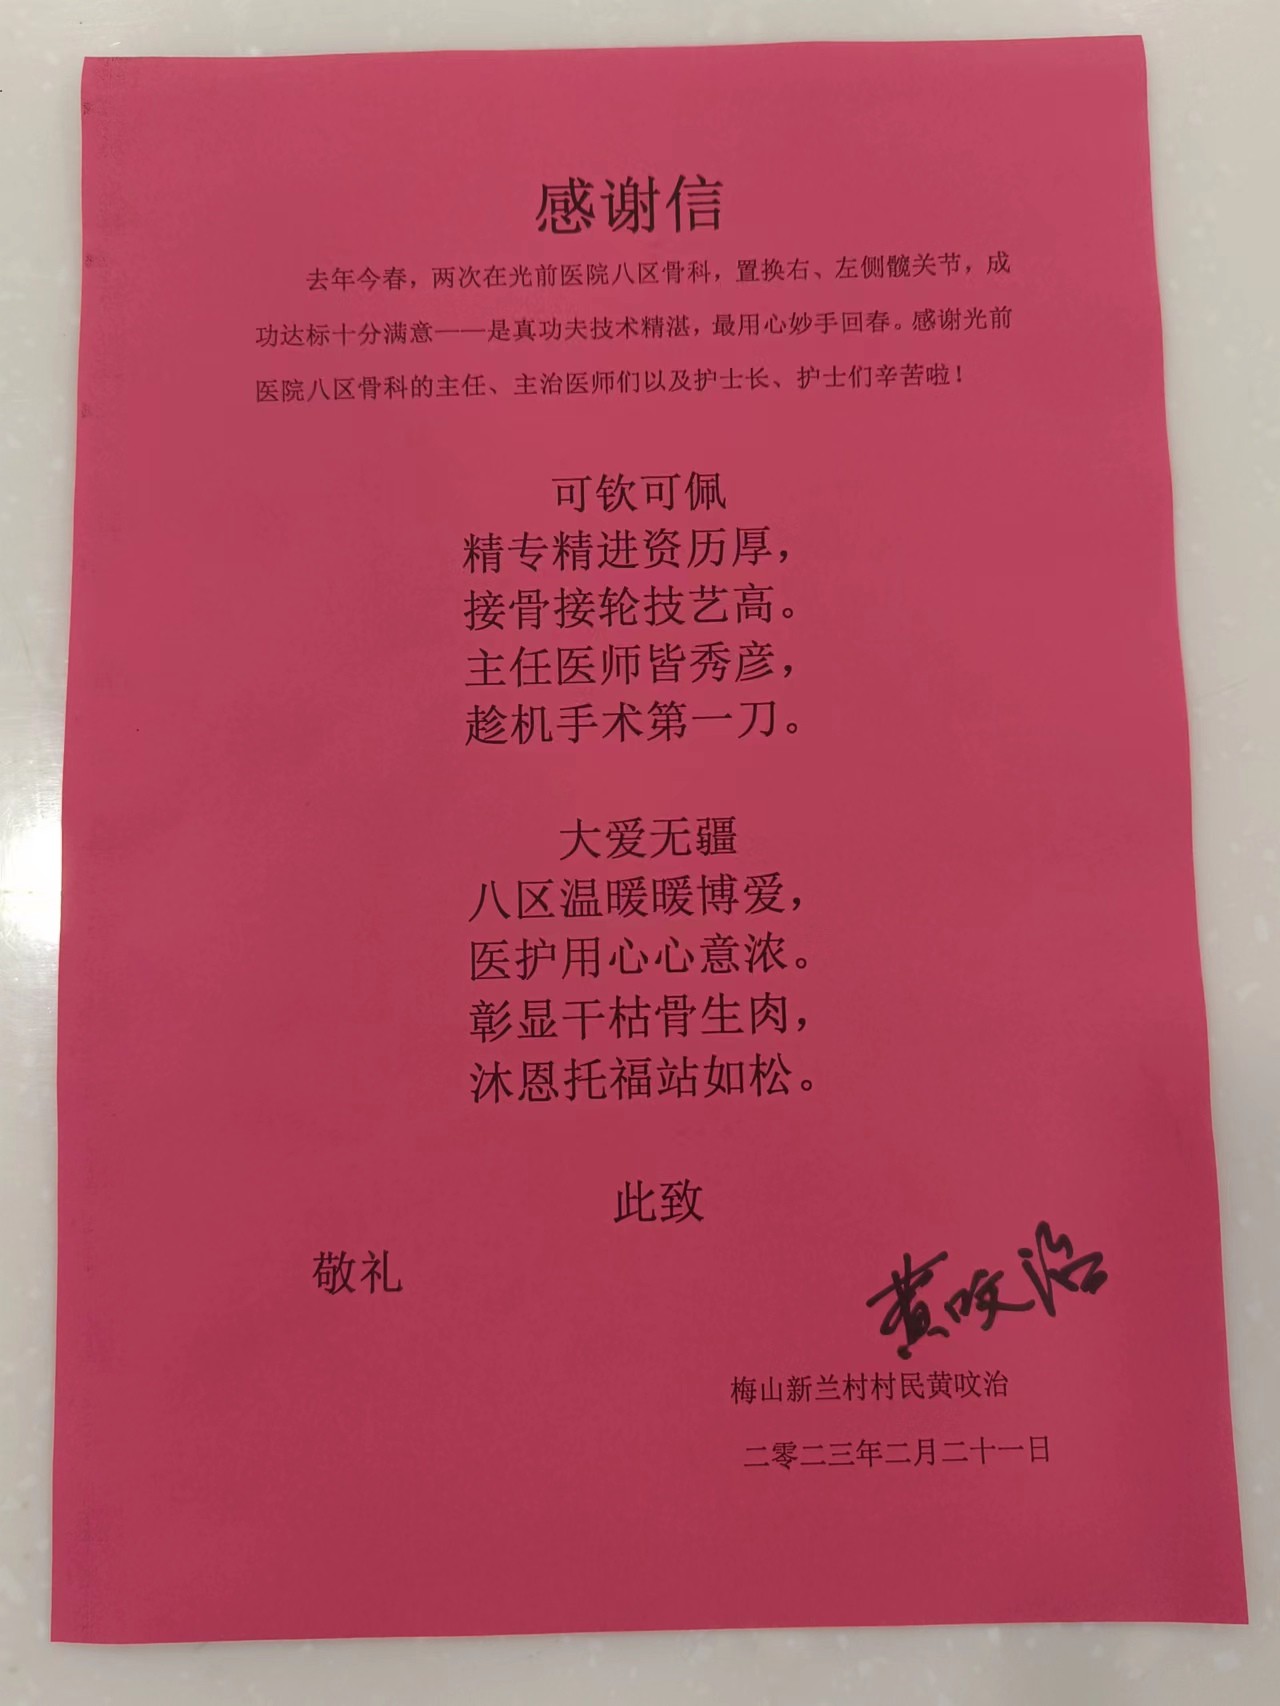 感谢信
去年今春，两次在光前医院八区骨科，置换右、左侧髋关节，成
功达标十分满意——是真功夫技术精湛，最用心妙手回春。感谢光前
医院八区骨科的主任、主治医师们以及护士长、护士们辛苦啦！
可钦可佩
精专精进资历厚，
接骨接轮技艺高。
主任医师皆秀彦，
趁机手术第一刀。
大爱无疆
八区温暖暖博爱，
医护用心心意浓。
彰显干枯骨生肉，
沐恩托福站如松。
此致
敬礼
黄呅治
梅山新兰村村民黄呅治
二零二三年二月二十一日